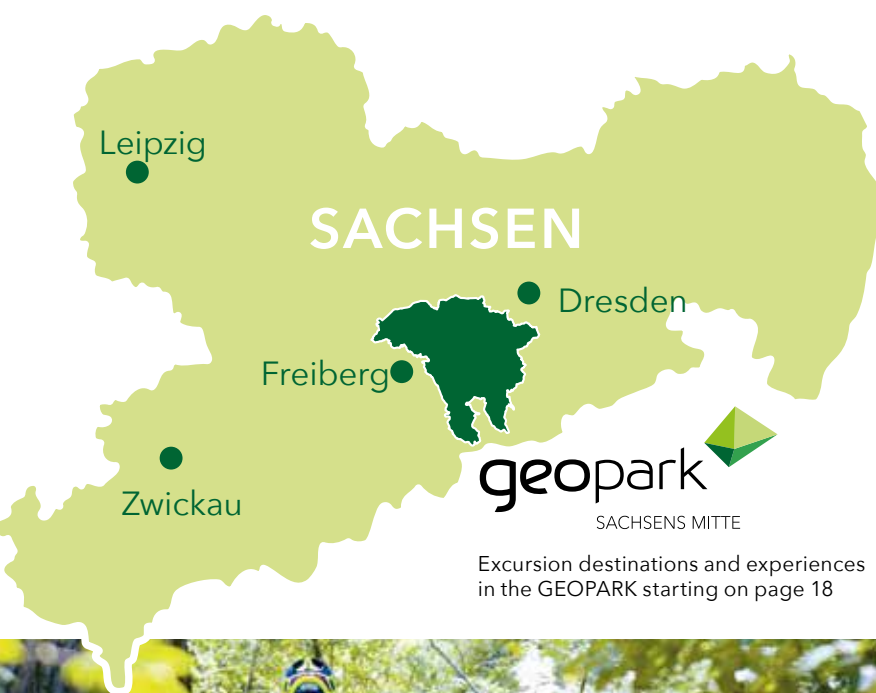 Leipzig
SACHSEN
Dresden
Freiberg
Zwickau
geopark
SACHSENS MITTE
Excursion destinations and experiences
in the GEOPARK starting on page 18